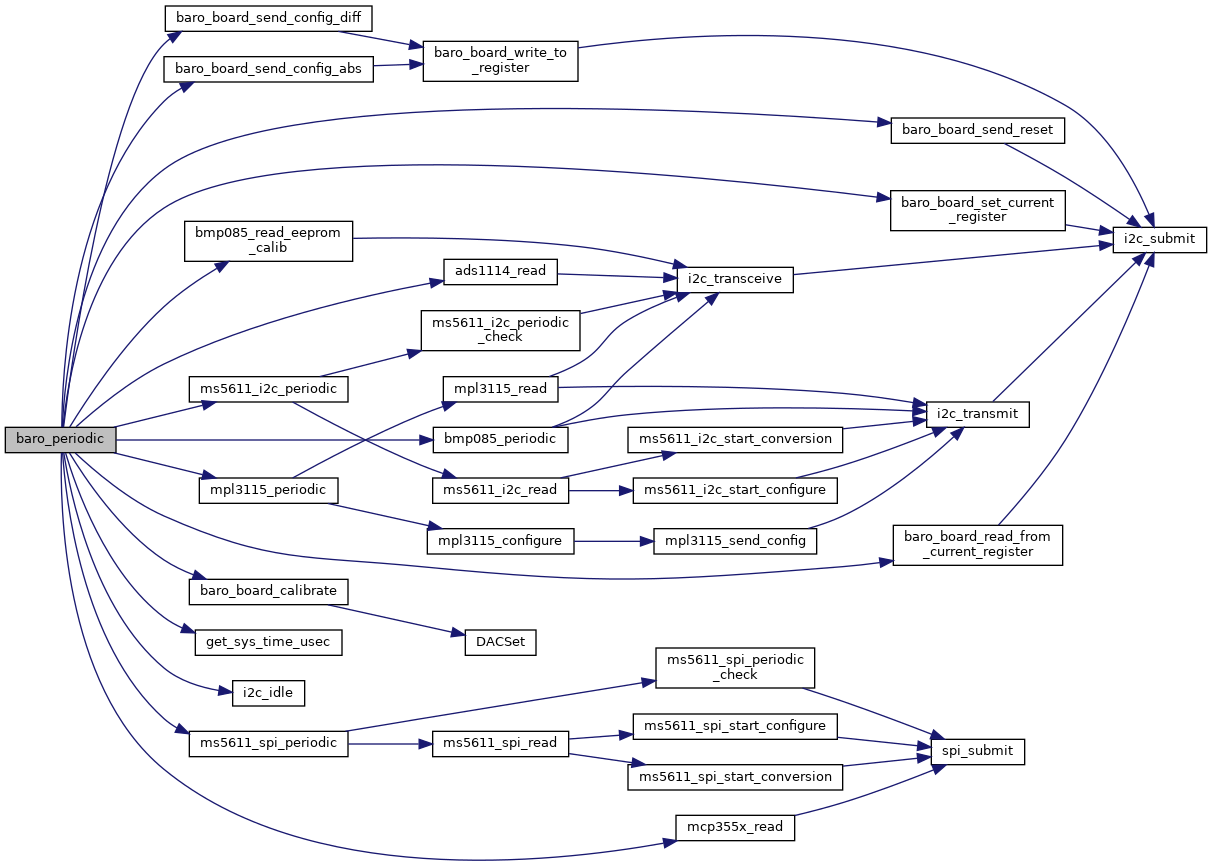 baro_board_send_config_diff
baro_board_write_to
_register
baro_board_send_config_abs
baro_board_send_reset
baro_board_set_current
_register
bmp085_read_eeprom
_calib
i2c_submit
ads1114_read
i2c_transceive
ms5611_i2c_periodic
_check
ms5611_i2c_periodic
mpl3115_read
i2c_transmit
baro_periodic
bmp085_periodic
ms5611_i2c_start_conversion
mpl3115_periodic
ms5611_i2c_read
ms5611_i2c_start_configure
mpl3115_configure
mpl3115_send_config
baro_board_read_from
_current_register
baro_board_calibrate
get_sys_time_usec
DACSet
ms5611_spi_periodic
_check
i2c_idle
ms5611_spi_start_configure
ms5611_spi_periodic
ms5611_spi_read
spi_submit
ms5611_spi_start_conversion
mcp355x_read